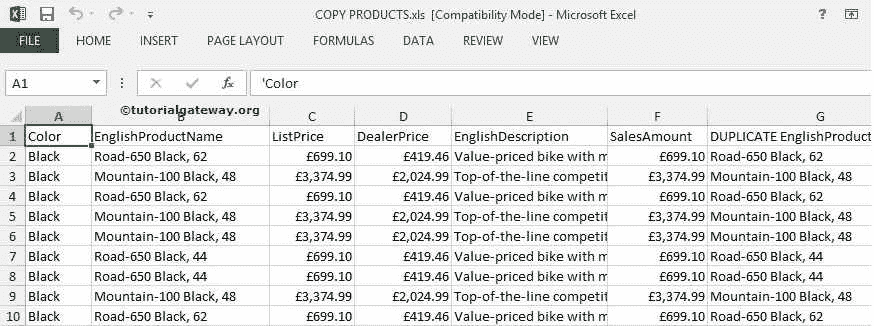 COPY PRODUCTS.xls [Compatibility Mode] - Microsoft Excel ?
FILE HOME INSERT PAGE LAYOUT FORMULAS DATA REVIEW VIEW
A1 fx 'Color
©tutorialgateway.org
A B C D E F G
1 Color EnglishProductName ListPrice DealerPrice EnglishDescription SalesAmount DUPLICATE EnglishProduct
2 Black Road-650 Black, 62 £699.10 £419.46 Value-priced bike with m £699.10 Road-650 Black, 62
3 Black Mountain-100 Black, 48 £3,374.99 £2,024.99 Top-of-the-line competit £3,374.99 Mountain-100 Black, 48
4 Black Road-650 Black, 62 £699.10 £419.46 Value-priced bike with m £699.10 Road-650 Black, 62
5 Black Mountain-100 Black, 48 £3,374.99 £2,024.99 Top-of-the-line competit £3,374.99 Mountain-100 Black, 48
6 Black Mountain-100 Black, 48 £3,374.99 £2,024.99 Top-of-the-line competit £3,374.99 Mountain-100 Black, 48
7 Black Road-650 Black, 44 £699.10 £419.46 Value-priced bike with m £699.10 Road-650 Black, 44
8 Black Road-650 Black, 44 £699.10 £419.46 Value-priced bike with m £699.10 Road-650 Black, 44
9 Black Mountain-100 Black, 48 £3,374.99 £2,024.99 Top-of-the-line competit £3,374.99 Mountain-100 Black, 48
10 Black Road-650 Black, 62 £699.10 £419.46 Value-priced bike with m £699.10 Road-650 Black, 62